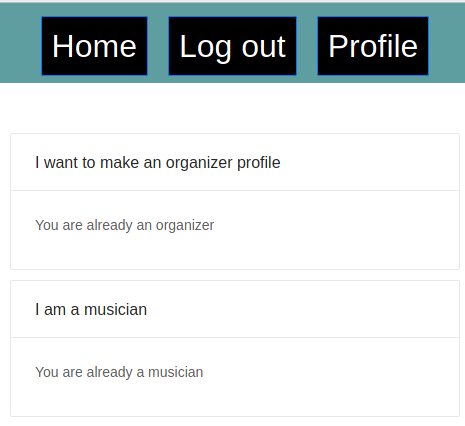 Home Log out Profile
I want to make an organizer profile
You are already an organizer
I am a musician
You are already a musician